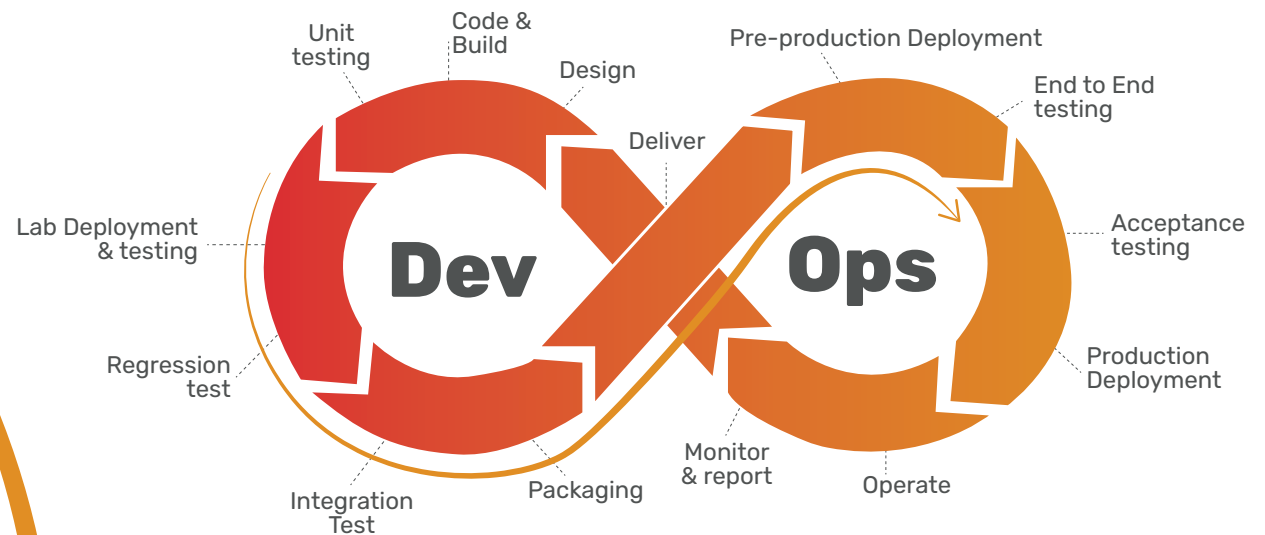 Unit
testing
Code &
Build
Design
Deliver
Pre-production Deployment
End to End
testing
Lab Deployment
& testing
Dev
Ops
Acceptance
testing
Regression
test
Production
Deployment
Integration
Test
Packaging
Monitor
& report
Operate